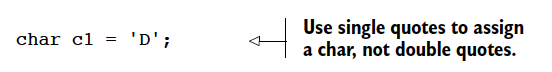 char c1 = 'D';
Use single quotes to assign
a char, not double quotes.